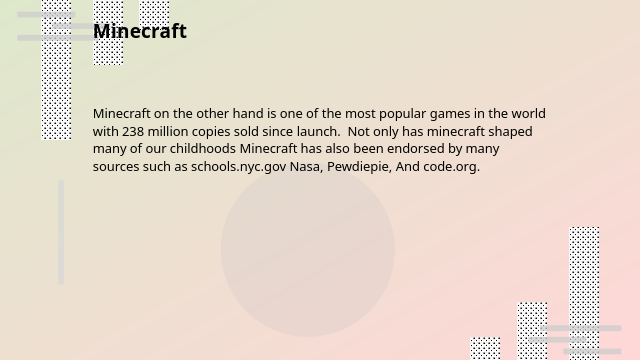 Minecraft
Minecraft on the other hand is one of the most popular games in the world
with 238 million copies sold since launch.  Not only has minecraft shaped
many of our childhoods Minecraft has also been endorsed by many
sources such as schools.nyc.gov Nasa, Pewdiepie, And code.org.